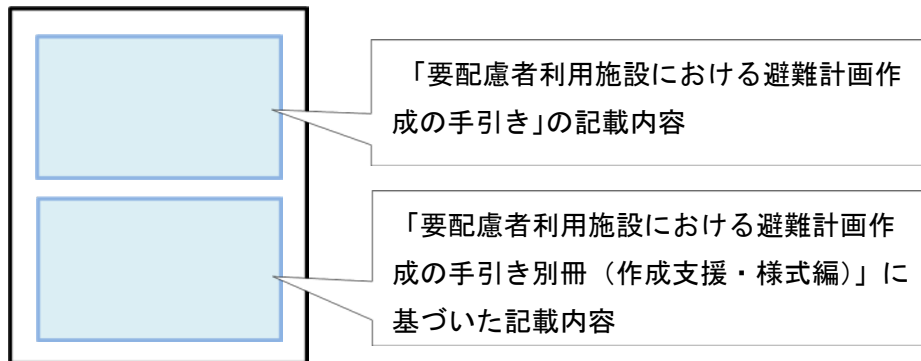 「要配慮者利用施設における避難計画作
成の手引き」の記載内容
「要配慮者利用施設における避難計画作
成の手引き別冊（作成支援・様式編）」に
基づいた記載内容